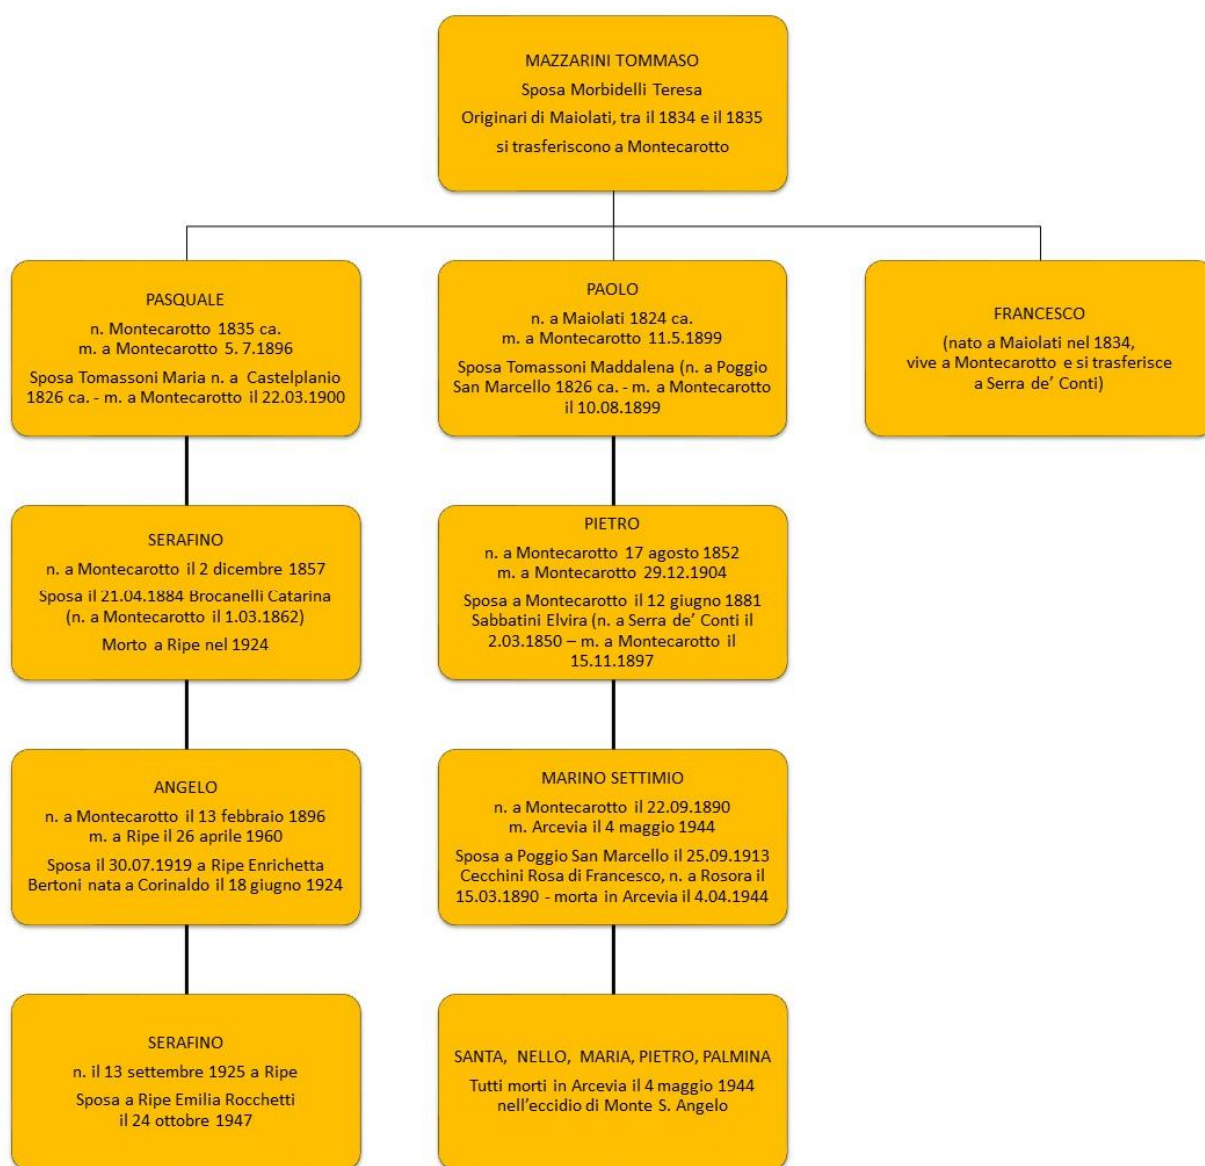 MAZZARINI TOMMASO
Sposa Morbidelli Teresa
Originari di Maiolati, tra il 1834 e il 1835
si trasferiscono a Montecarotto
PASQUALE
n. Montecarotto 1835 ca.
m. a Montecarotto 5. 7.1896
Sposa Tomassoni Maria n. a Castelplanio
1826 ca. - m. a Montecarotto il 22.03.1900
PAOLO
n. a Maiolati 1824 ca.
m. a Montecarotto 11.5.1899
Sposa Tomassoni Maddalena (n. a Poggio
San Marcello 1826 ca. - m. a Montecarotto
il 10.08.1899
FRANCESCO
(nato a Maiolati nel 1834,
vive a Montecarotto e si trasferisce
a Serra de’ Conti)
SERAFINO
n. a Montecarotto il 2 dicembre 1857
Sposa il 21.04.1884 Brocanelli Catarina
(n. a Montecarotto il 1.03.1862)
Morto a Ripe nel 1924
PIETRO
n. a Montecarotto 17 agosto 1852
m. a Montecarotto 29.12.1904
Sposa a Montecarotto il 12 giugno 1881
Sabbatini Elvira (n. a Serra de’ Conti il
2.03.1850 – m. a Montecarotto il
15.11.1897
ANGELO
n. a Montecarotto il 13 febbraio 1896
m. a Ripe il 26 aprile 1960
Sposa il 30.07.1919 a Ripe Enrichetta
Bertoni nata a Corinaldo il 18 giugno 1924
MARINO SETTIMIO
n. a Montecarotto il 22.09.1890
m. Arcevia il 4 maggio 1944
Sposa a Poggio San Marcello il 25.09.1913
Cecchini Rosa di Francesco, n. a Rosora il
15.03.1890 - morta in Arcevia il 4.04.1944
SERAFINO
n. il 13 settembre 1925 a Ripe
Sposa a Ripe Emilia Rocchetti
il 24 ottobre 1947
SANTA, NELLO, MARIA, PIETRO, PALMINA
Tutti morti in Arcevia il 4 maggio 1944
nell’eccidio di Monte S. Angelo